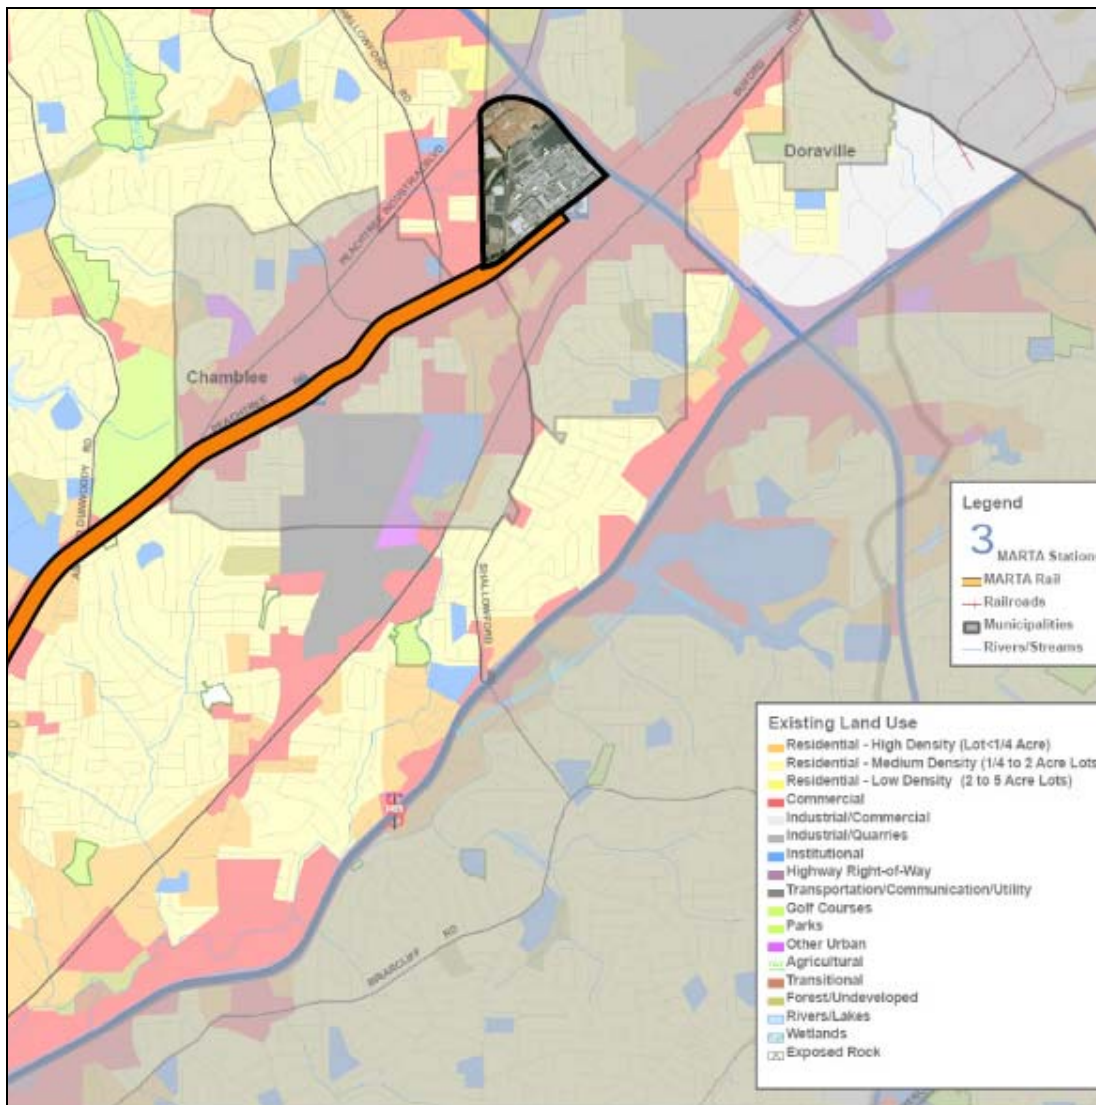 SHALLOWFORD
RD
PEACHTREE INDUSTRIAL BLVD
BUFORD
HWY
Doraville
Chamblee
PEACHTREE
RD
DUNWOODY
RD
SHALLOWFORD
RD
BRIARCLIFF
RD
Legend
3 MARTA Station
MARTA Rail
Railroads
Municipalities
Rivers/Streams
Existing Land Use
Residential - High Density (Lot<1/4 Acre)
Residential - Medium Density (1/4 to 2 Acre Lots
Residential - Low Density (2 to 5 Acre Lots)
Commercial
Industrial/Commercial
Industrial/Quarries
Institutional
Highway Right-of-Way
Transportation/Communication/Utility
Golf Courses
Parks
Other Urban
Agricultural
Transitional
Forest/Undeveloped
Rivers/Lakes
Wetlands
Exposed Rock